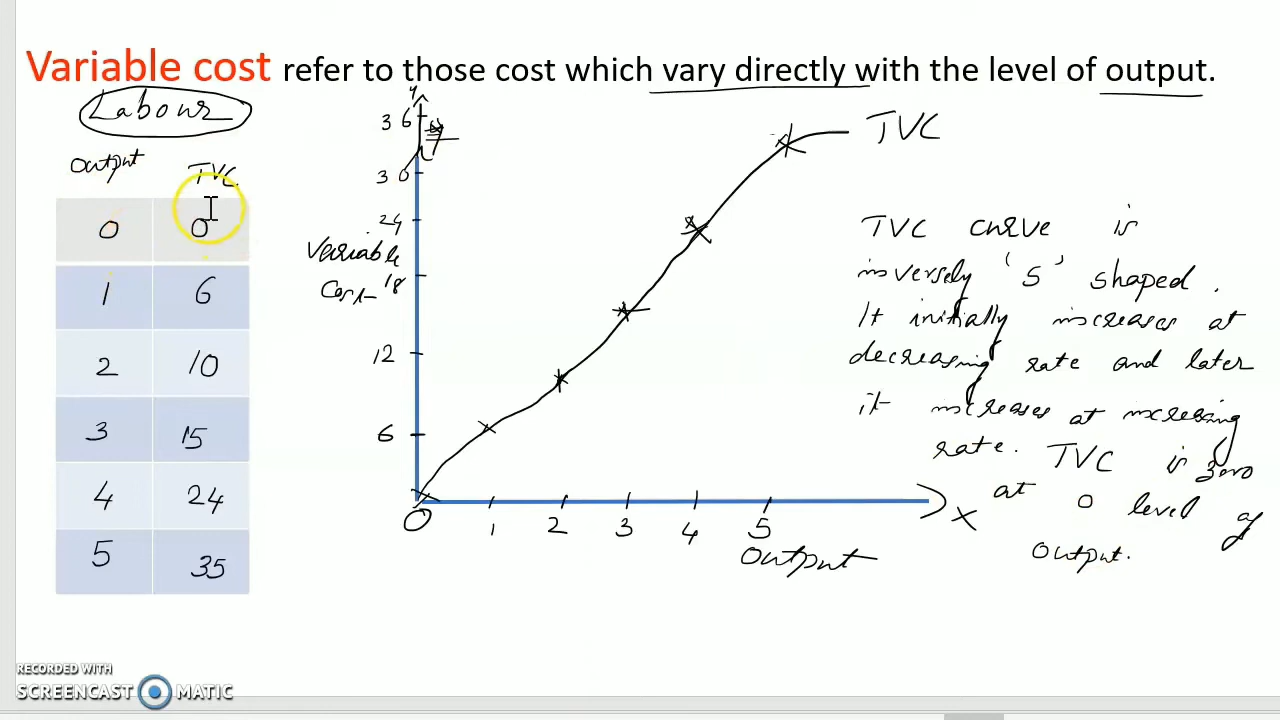 Variable cost refer to those cost which vary directly with the level of output.
Labour
Output TVC
0 0
1 6
2 10
3 15
4 24
5 35
y
36
30
24
18
12
6
Variable
Cost
0 1 2 3 4 5
X
Output
TVC
TVC curve is
inversely 'S' shaped.
It initially increases at
decreasing rate and later
it increases at increasing
rate. TVC is zero
at 0 level of
output.
RECORDED WITH
SCREENCAST MATIC